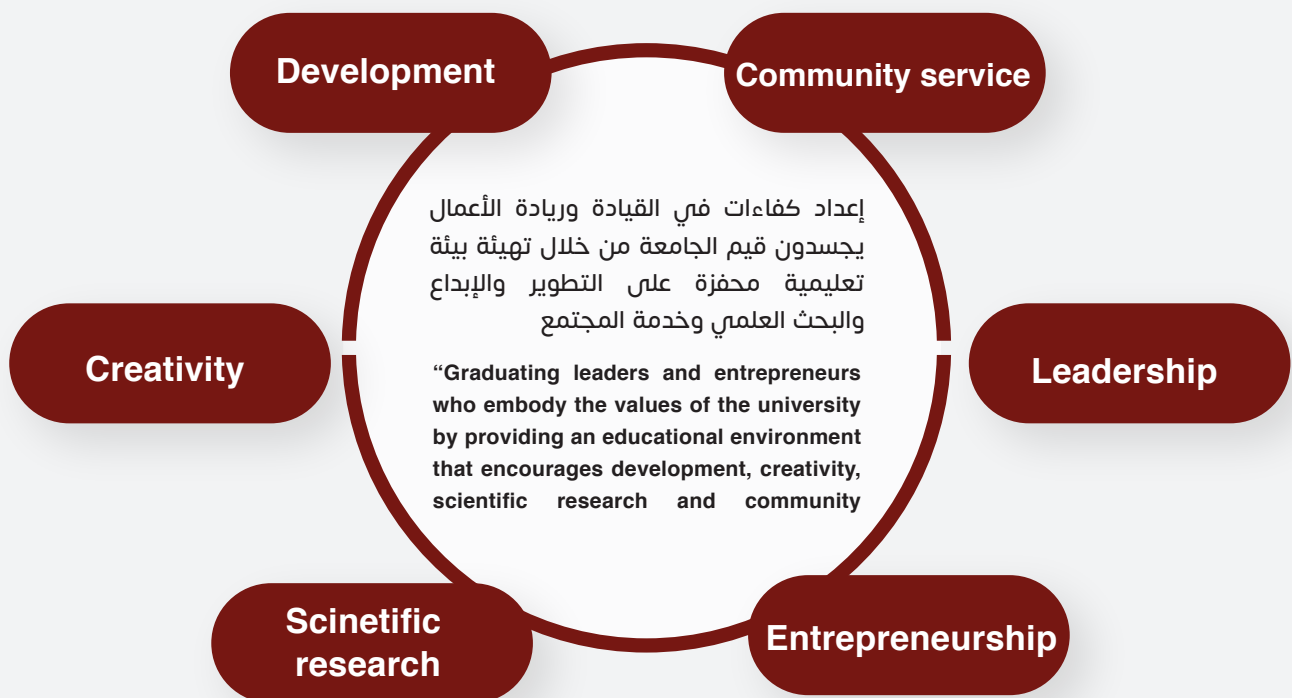 Development
Community service
إعداد كفاءات في القيادة وريادة الأعمال
يجسدون قيم الجامعة من خلال تهيئة بيئة
تعليمية محفزة على التطوير والإبداع
والبحث العلمي وخدمة المجتمع
Creativity
Leadership
“Graduating leaders and entrepreneurs
who embody the values of the university
by providing an educational environment
that encourages development, creativity,
scientific research and community
Scinetific
research
Entrepreneurship